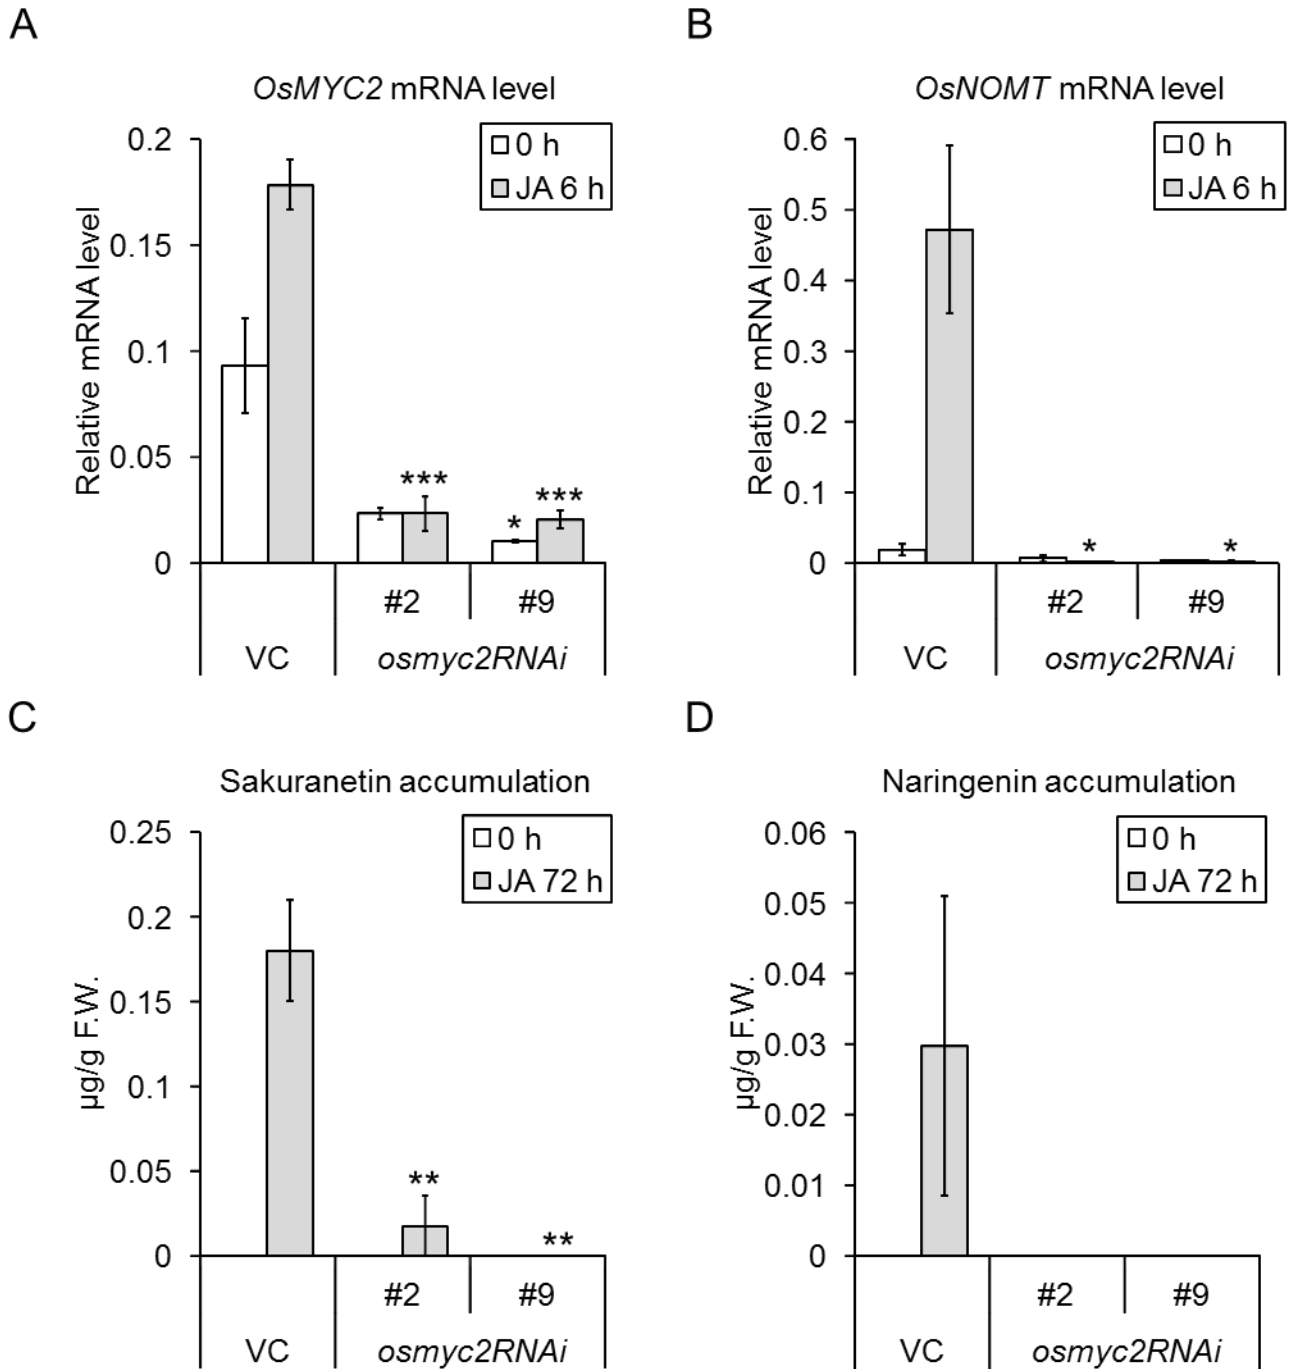 A
OsMYC2 mRNA level
0 h
JA 6 h
Relative mRNA level
0.2
0.15
0.1
0.05
0
***
*
***
#2
#9
VC
osmyc2RNAi
B
OsNOMT mRNA level
0 h
JA 6 h
Relative mRNA level
0.6
0.5
0.4
0.3
0.2
0.1
0
*
*
#2
#9
VC
osmyc2RNAi
C
Sakuranetin accumulation
0 h
JA 72 h
µg/g F.W.
0.25
0.2
0.15
0.1
0.05
0
**
**
#2
#9
VC
osmyc2RNAi
D
Naringenin accumulation
0 h
JA 72 h
µg/g F.W.
0.06
0.05
0.04
0.03
0.02
0.01
0
#2
#9
VC
osmyc2RNAi